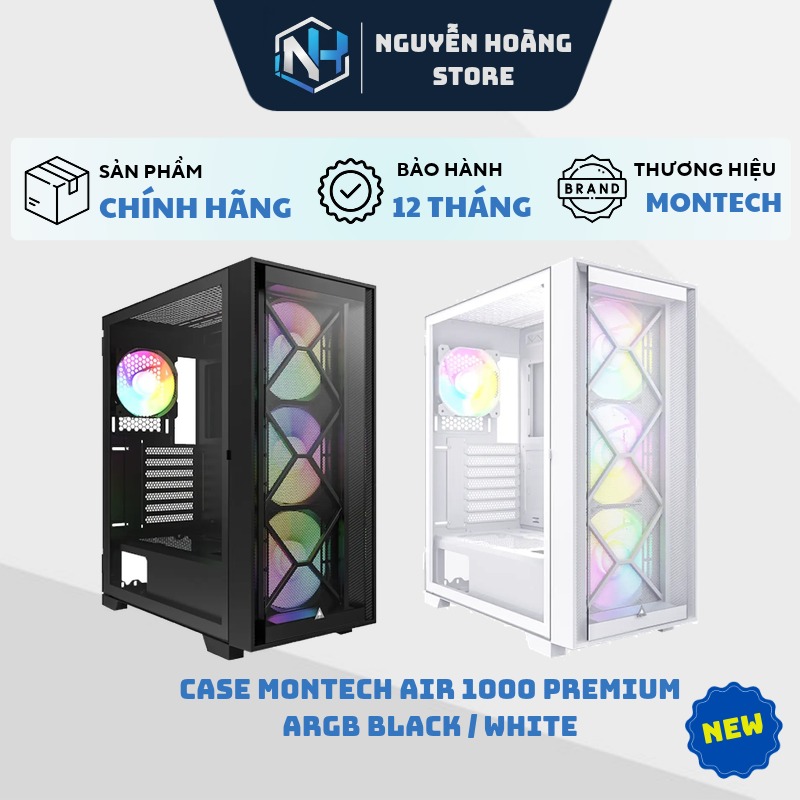 NH
NGUYỄN HOÀNG
STORE
SẢN PHẨM
CHÍNH HÃNG
BẢO HÀNH
12 THÁNG
BRAND
THƯƠNG HIỆU
MONTECH
CASE MONTECH AIR 1000 PREMIUM
ARGB BLACK / WHITE
NEW